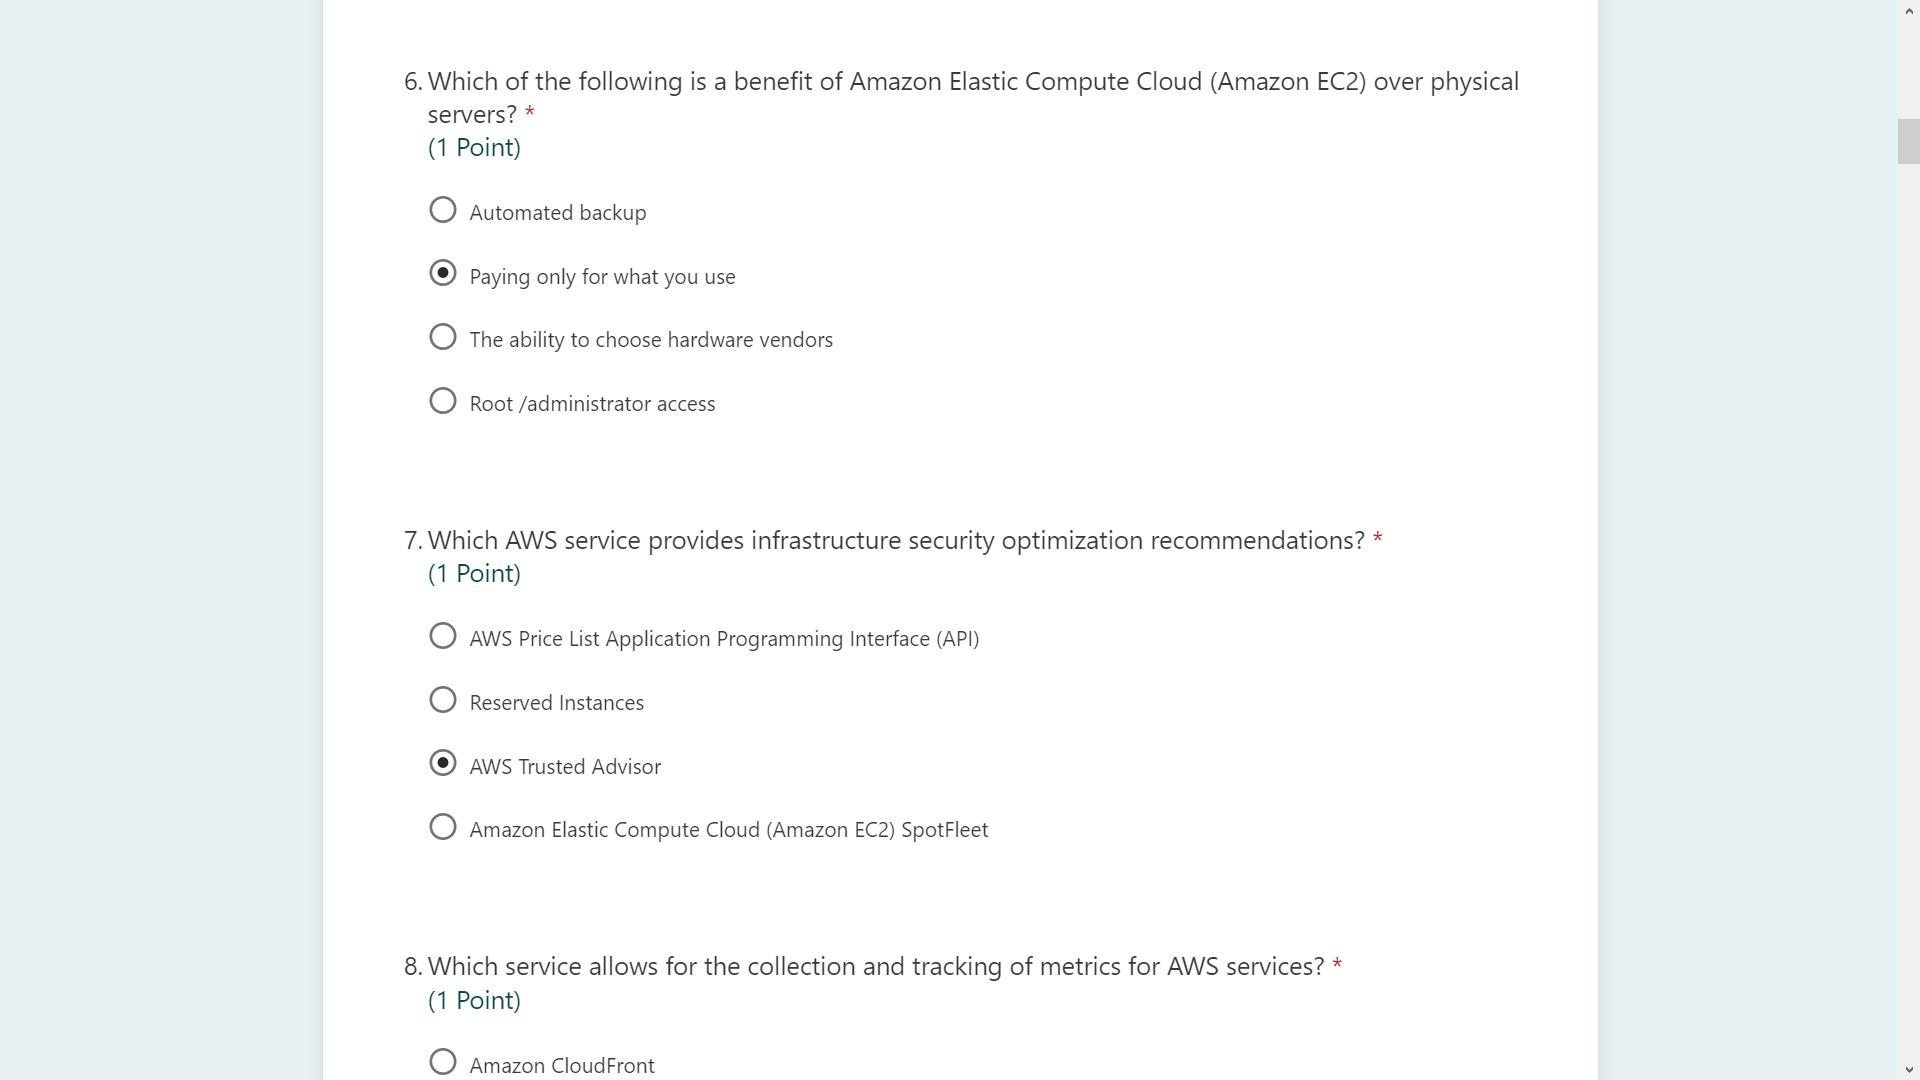 6. Which of the following is a benefit of Amazon Elastic Compute Cloud (Amazon EC2) over physical
servers? *
(1 Point)
Automated backup
Paying only for what you use
The ability to choose hardware vendors
Root /administrator access
7. Which AWS service provides infrastructure security optimization recommendations? *
(1 Point)
AWS Price List Application Programming Interface (API)
Reserved Instances
AWS Trusted Advisor
Amazon Elastic Compute Cloud (Amazon EC2) SpotFleet
8. Which service allows for the collection and tracking of metrics for AWS services? *
(1 Point)
Amazon CloudFront